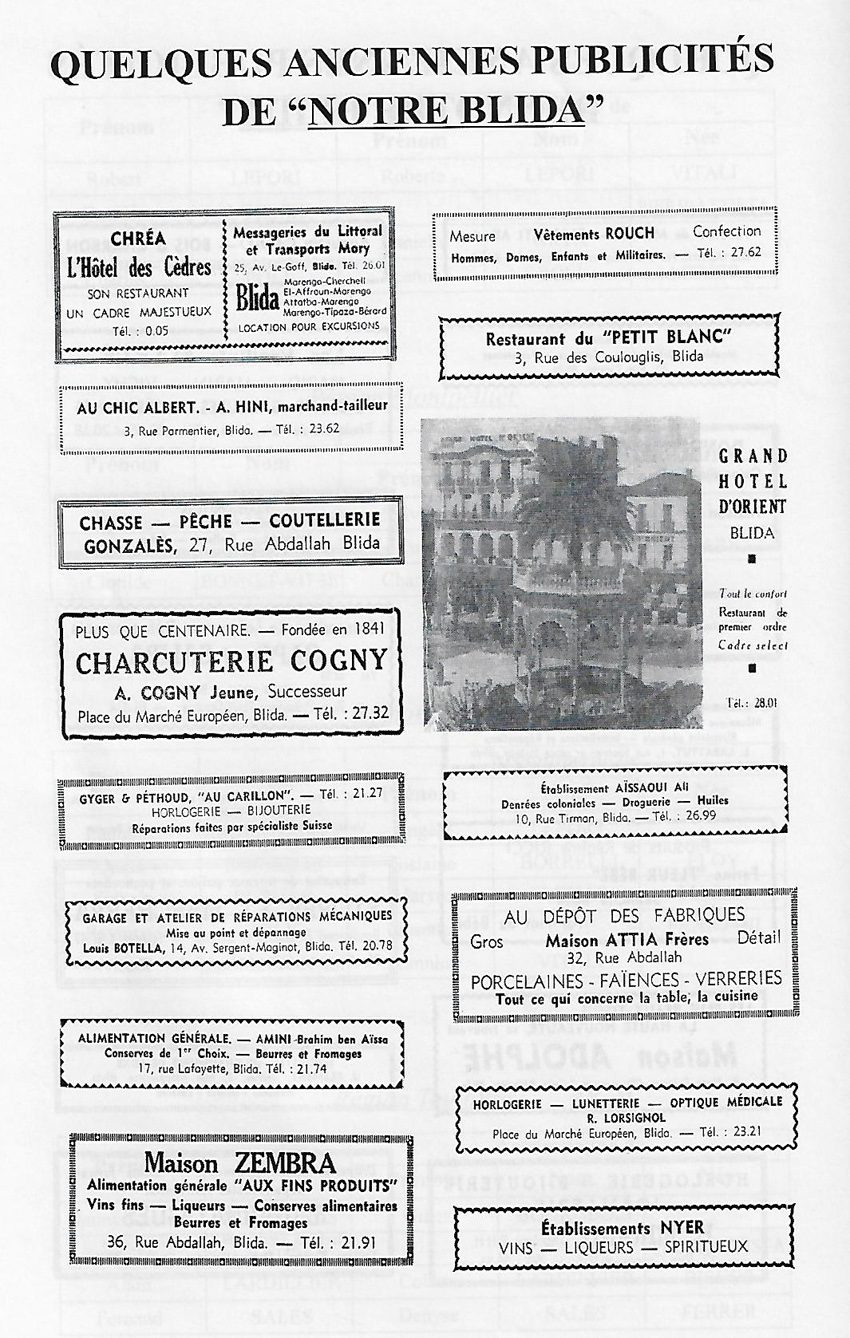 QUELQUES ANCIENNES PUBLICITÉS
DE “NOTRE BLIDA”
CHRÉA
L'Hôtel des Cèdres
SON RESTAURANT
UN CADRE MAJESTUEUX
Tél. : 0.05
Messageries du Littoral
et Transports Mory
25, Av. Le-Goff, Blida. Tél. 26.01
Blida
Marengo-Cherchell
El-Affroun-Marengo
Attatba-Marengo
Marengo-Tipaza-Bérard
LOCATION POUR EXCURSIONS
AU CHIC ALBERT. - A. HINI, marchand-tailleur
3, Rue Parmentier, Blida. — Tél. : 23.62
CHASSE — PÊCHE — COUTELLERIE
GONZALÈS, 27, Rue Abdallah Blida
PLUS QUE CENTENAIRE. — Fondée en 1841
CHARCUTERIE COGNY
A. COGNY Jeune, Successeur
Place du Marché Européen, Blida. — Tél. : 27.32
GYGER & PÉTHOUD, "AU CARILLON". — Tél. : 21.27
HORLOGERIE — BIJOUTERIE
Réparations faites par spécialiste Suisse
GARAGE ET ATELIER DE RÉPARATIONS MÉCANIQUES
Mise au point et dépannage
Louis BOTELLA, 14, Av. Sergent-Maginot, Blida. Tél. 20.78
ALIMENTATION GÉNÉRALE. — AMINI Brahim ben Aïssa
Conserves de 1er Choix. — Beurres et Fromages
17, rue Lafayette, Blida. Tél. : 21.74
Maison ZEMBRA
Alimentation générale "AUX FINS PRODUITS"
Vins fins — Liqueurs — Conserves alimentaires
Beurres et Fromages
36, Rue Abdallah, Blida. — Tél. : 21.91
Mesure Vêtements ROUCH Confection
Hommes, Dames, Enfants et Militaires. — Tél. : 27.62
Restaurant du "PETIT BLANC"
3, Rue des Coulouglis, Blida
GRAND
HOTEL
D'ORIENT
BLIDA
Tout le confort
Restaurant de
premier ordre
Cadre select
Tél.: 28.01
Établissement AÏSSAOUI Ali
Denrées coloniales — Droguerie — Huiles
10, Rue Tirman, Blida. — Tél. : 26.99
AU DÉPÔT DES FABRIQUES
Gros Maison ATTIA Frères Détail
32, Rue Abdallah
PORCELAINES - FAÏENCES - VERRERIES
Tout ce qui concerne la table, la cuisine
HORLOGERIE — LUNETTERIE — OPTIQUE MÉDICALE
R. LORSIGNOL
Place du Marché Européen, Blida. — Tél. : 23.21
Établissements NYER
VINS — LIQUEURS — SPIRITUEUX